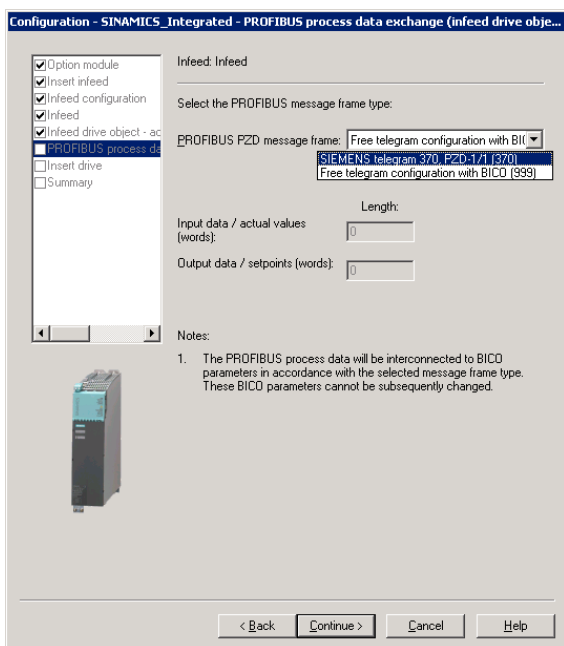 Configuration - SINAMICS_Integrated - PROFIBUS process data exchange (infeed drive obje...
Option module
Insert infeed
Infeed configuration
Infeed
Infeed drive object - ac
PROFIBUS process da
Insert drive
Summary
Infeed: Infeed
Select the PROFIBUS message frame type:
PROFIBUS PZD message frame: Free telegram configuration with BI(
SIEMENS telegram 370, PZD-1/1 (370)
Free telegram configuration with BICO (999)
Length:
Input data / actual values
(words):
0
Output data / setpoints (words):
0
Notes:
1. The PROFIBUS process data will be interconnected to BICO
parameters in accordance with the selected message frame type.
These BICO parameters cannot be subsequently changed.
< Back
Continue >
Cancel
Help